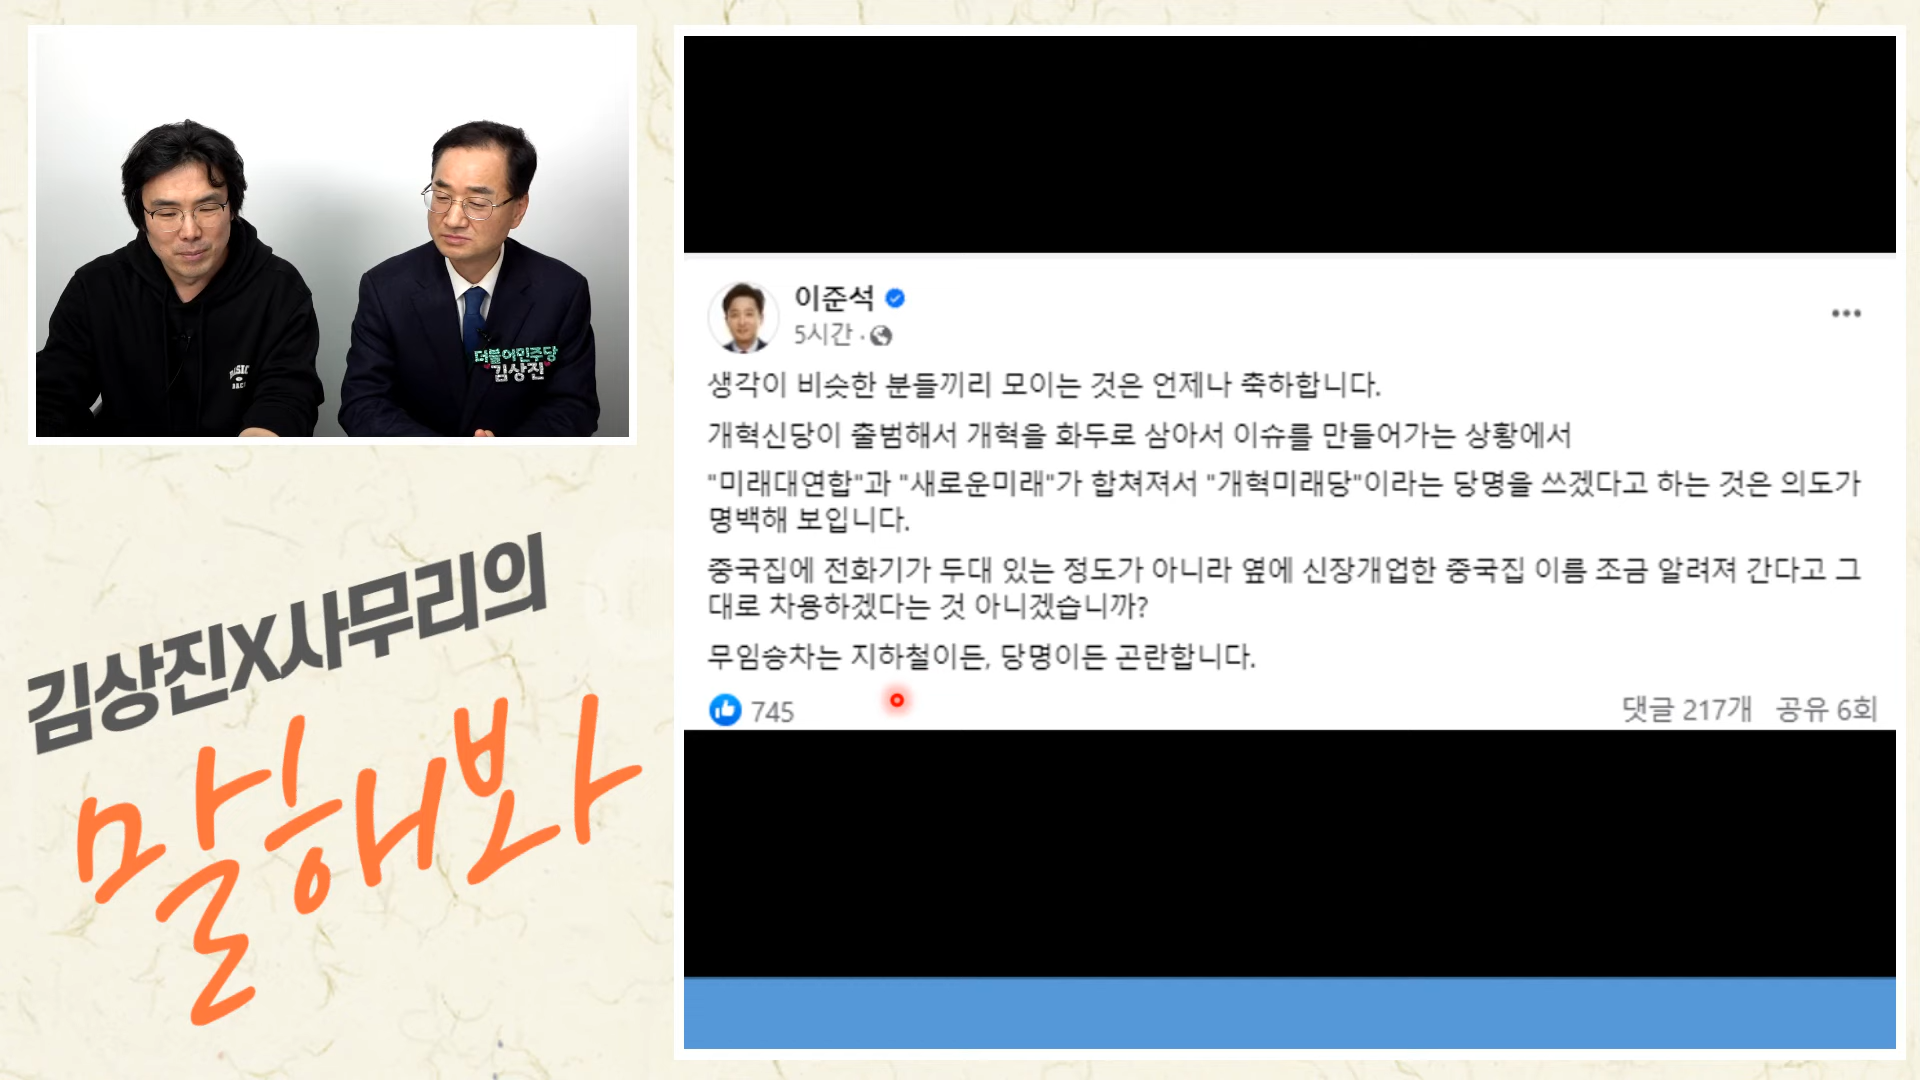 더불어민주당
김상진
김상진X사무리의
말해봐
이준석
5시간 ·
생각이 비슷한 분들끼리 모이는 것은 언제나 축하합니다.
개혁신당이 출범해서 개혁을 화두로 삼아서 이슈를 만들어가는 상황에서
"미래대연합"과 "새로운미래"가 합쳐져서 "개혁미래당"이라는 당명을 쓰겠다고 하는 것은 의도가
명백해 보입니다.
중국집에 전화기가 두대 있는 정도가 아니라 옆에 신장개업한 중국집 이름 조금 알려져 간다고 그
대로 차용하겠다는 것 아니겠습니까?
무임승차는 지하철이든, 당명이든 곤란합니다.
745
댓글 217개 공유 6회